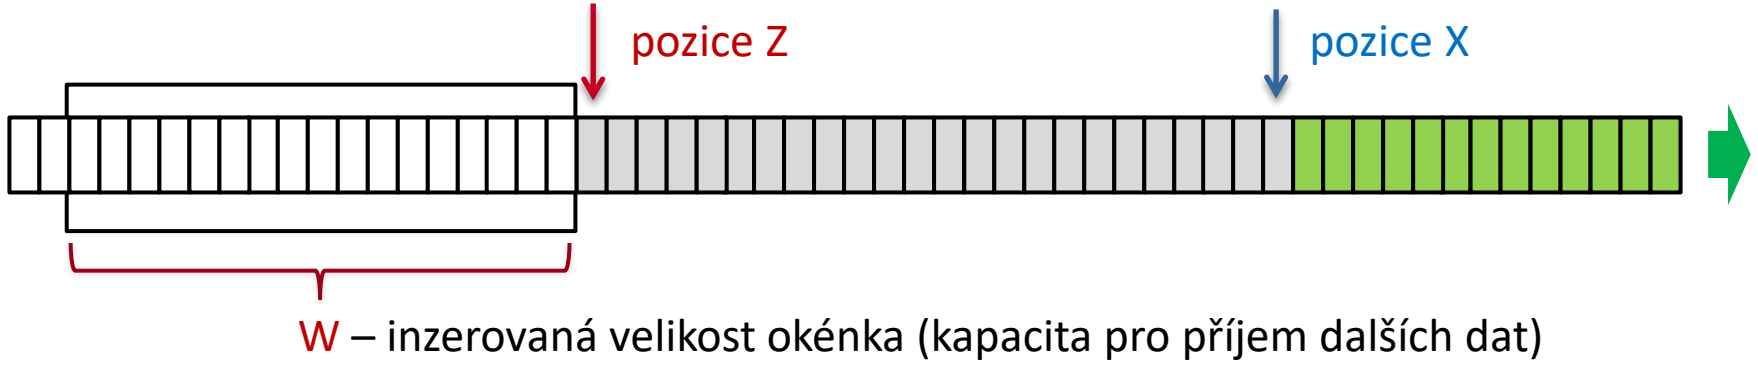 pozice Z
pozice X
W – inzerovaná velikost okénka (kapacita pro příjem dalších dat)